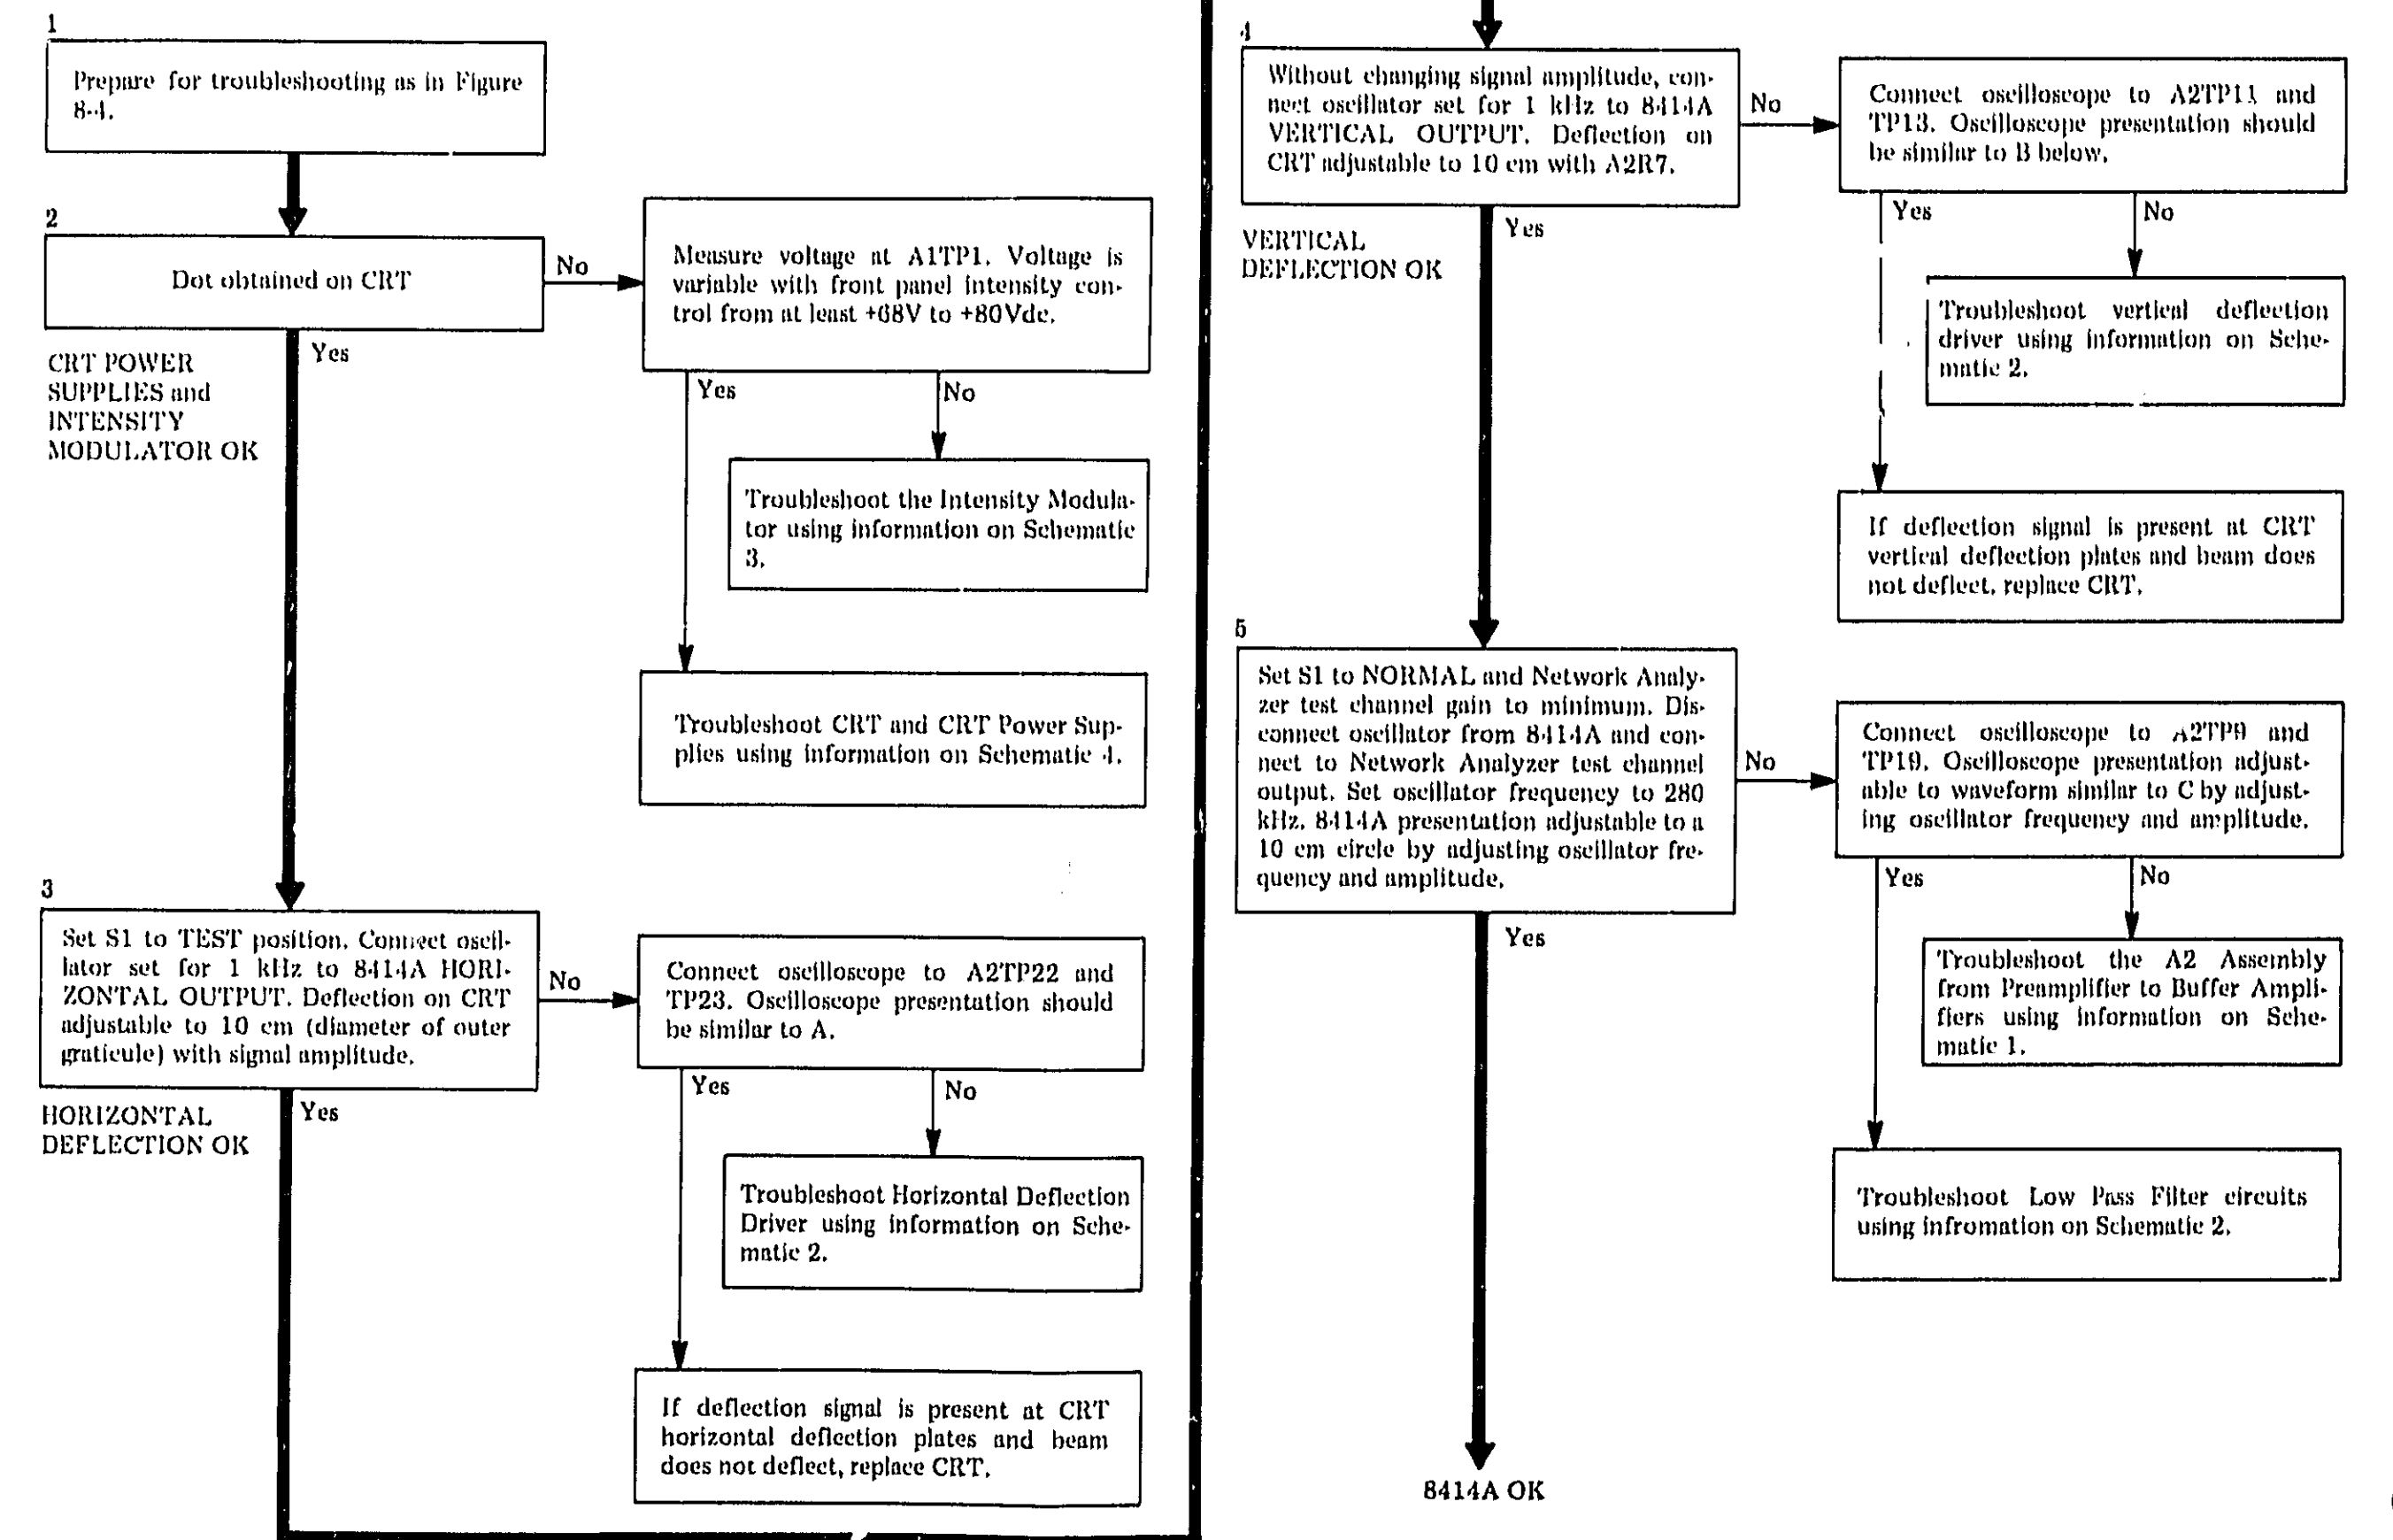 1
Prepare for troubleshooting as in Figure
8-4.
2
Dot obtained on CRT
No
Measure voltage at A1TP1. Voltage is
variable with front panel intensity con-
trol from at least +68V to +80Vdc.
Yes
CRT POWER
SUPPLIES and
INTENSITY
MODULATOR OK
Yes
No
Troubleshoot the Intensity Modula-
tor using information on Schematic
3.
Troubleshoot CRT and CRT Power Sup-
plies using information on Schematic 4.
3
Set S1 to TEST position. Connect oscil-
lator set for 1 kHz to 8414A HORI-
ZONTAL OUTPUT. Deflection on CRT
adjustable to 10 cm (diameter of outer
graticule) with signal amplitude.
No
Connect oscilloscope to A2TP22 and
TP23. Oscilloscope presentation should
be similar to A.
Yes
HORIZONTAL
DEFLECTION OK
Yes
No
Troubleshoot Horizontal Deflection
Driver using information on Sche-
matic 2.
If deflection signal is present at CRT
horizontal deflection plates and beam
does not deflect, replace CRT.
4
Without changing signal amplitude, con-
nect oscillator set for 1 kHz to 8414A
VERTICAL OUTPUT. Deflection on
CRT adjustable to 10 cm with A2R7.
No
Connect oscilloscope to A2TP11 and
TP13. Oscilloscope presentation should
be similar to B below.
Yes
VERTICAL
DEFLECTION OK
Yes
No
Troubleshoot vertical deflection
driver using information on Sche-
matic 2.
If deflection signal is present at CRT
vertical deflection plates and beam does
not deflect, replace CRT.
5
Set S1 to NORMAL and Network Analy-
zer test channel gain to minimum. Dis-
connect oscillator from 8414A and con-
nect to Network Analyzer test channel
output. Set oscillator frequency to 280
kHz. 8414A presentation adjustable to a
10 cm circle by adjusting oscillator fre-
quency and amplitude.
No
Connect oscilloscope to A2TP9 and
TP19. Oscilloscope presentation adjust-
able to waveform similar to C by adjust-
ing oscillator frequency and amplitude.
Yes
Yes
No
Troubleshoot the A2 Assembly
from Preamplifier to Buffer Ampli-
fiers using information on Sche-
matic 1.
Troubleshoot Low Pass Filter circuits
using infromation on Schematic 2.
8414A OK